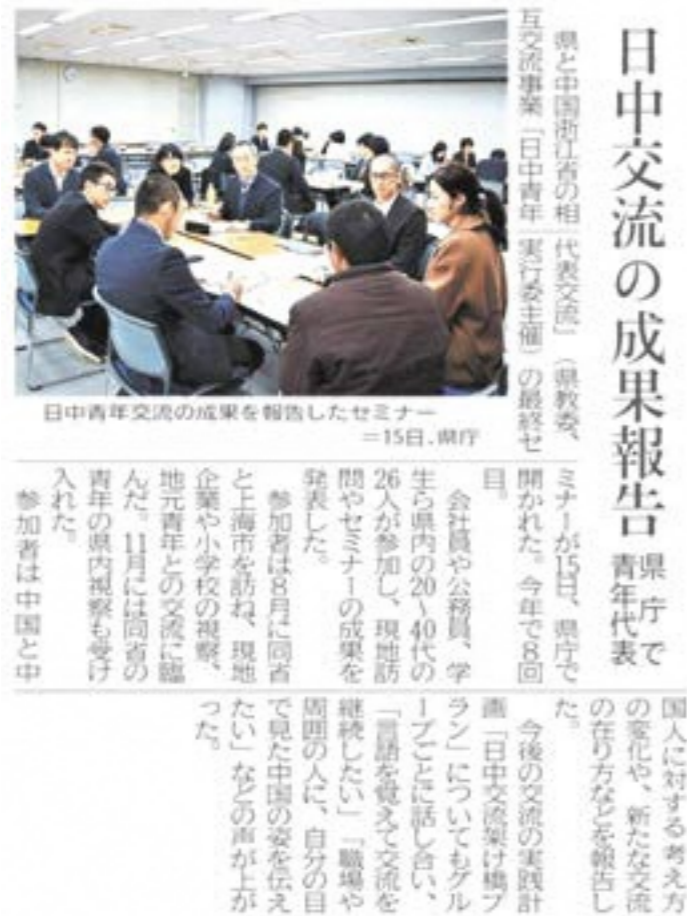 日中交流の成果報告
県庁で
青年代表
県と中国浙江省の相
互交流事業「日中青年
代表交流」（県教委、
実行委主催）の最終セ
ミナーが15日、県庁で
開かれた。今年で8回
目。
会社員や公務員、学
生ら県内の20～40代の
26人が参加し、現地訪
問やセミナーの成果を
発表した。
参加者は8月に同省
と上海市を訪ね、現地
企業や小学校の視察、
地元青年との交流に臨
んだ。11月には同省の
青年の県内視察も受け
入れた。
参加者は中国と中
国人に対する考え方
の変化や、新たな交流
の在り方などを報告し
た。
今後の交流の実践計
画「日中交流架け橋プ
ラン」についてもグル
ープごとに話し合い、
「言語を覚えて交流を
継続したい」「職場や
周囲の人に、自分の目
で見た中国の姿を伝え
たい」などの声が上が
った。
日中青年交流の成果を報告したセミナー
＝15日、県庁